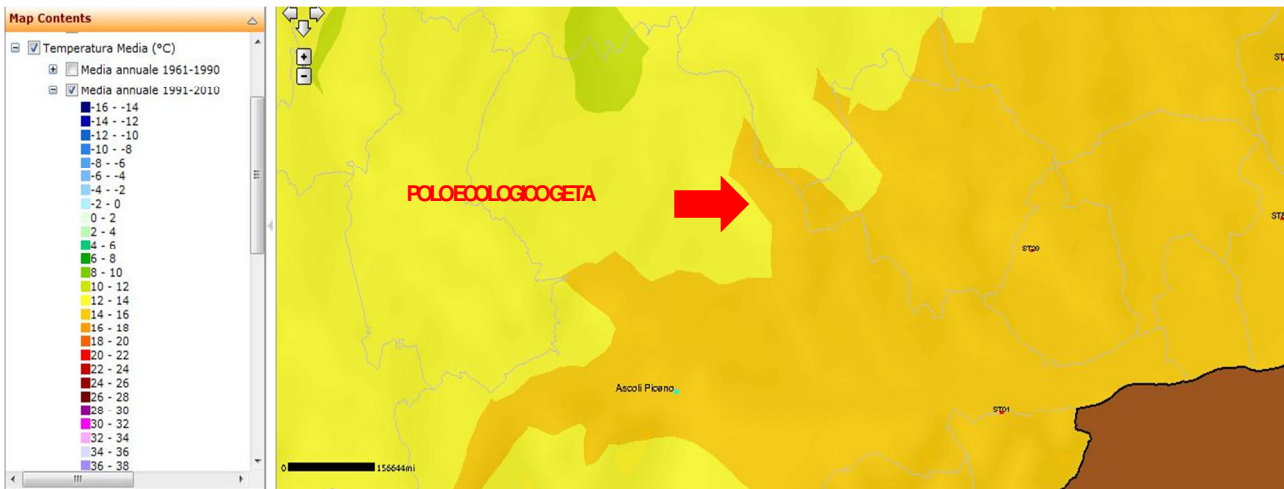 Map Contents
Temperatura Media (°C)
Media annuale 1961-1990
Media annuale 1991-2010
-16 - -14
-14 - -12
-12 - -10
-10 - -8
-8 - -6
-6 - -4
-4 - -2
-2 - 0
0 - 2
2 - 4
4 - 6
6 - 8
8 - 10
10 - 12
12 - 14
14 - 16
16 - 18
18 - 20
20 - 22
22 - 24
24 - 26
26 - 28
28 - 30
30 - 32
32 - 34
34 - 36
36 - 38
POLOECOLOGICOGETA
ST29
Ascoli Piceno
ST01
0 156644mi